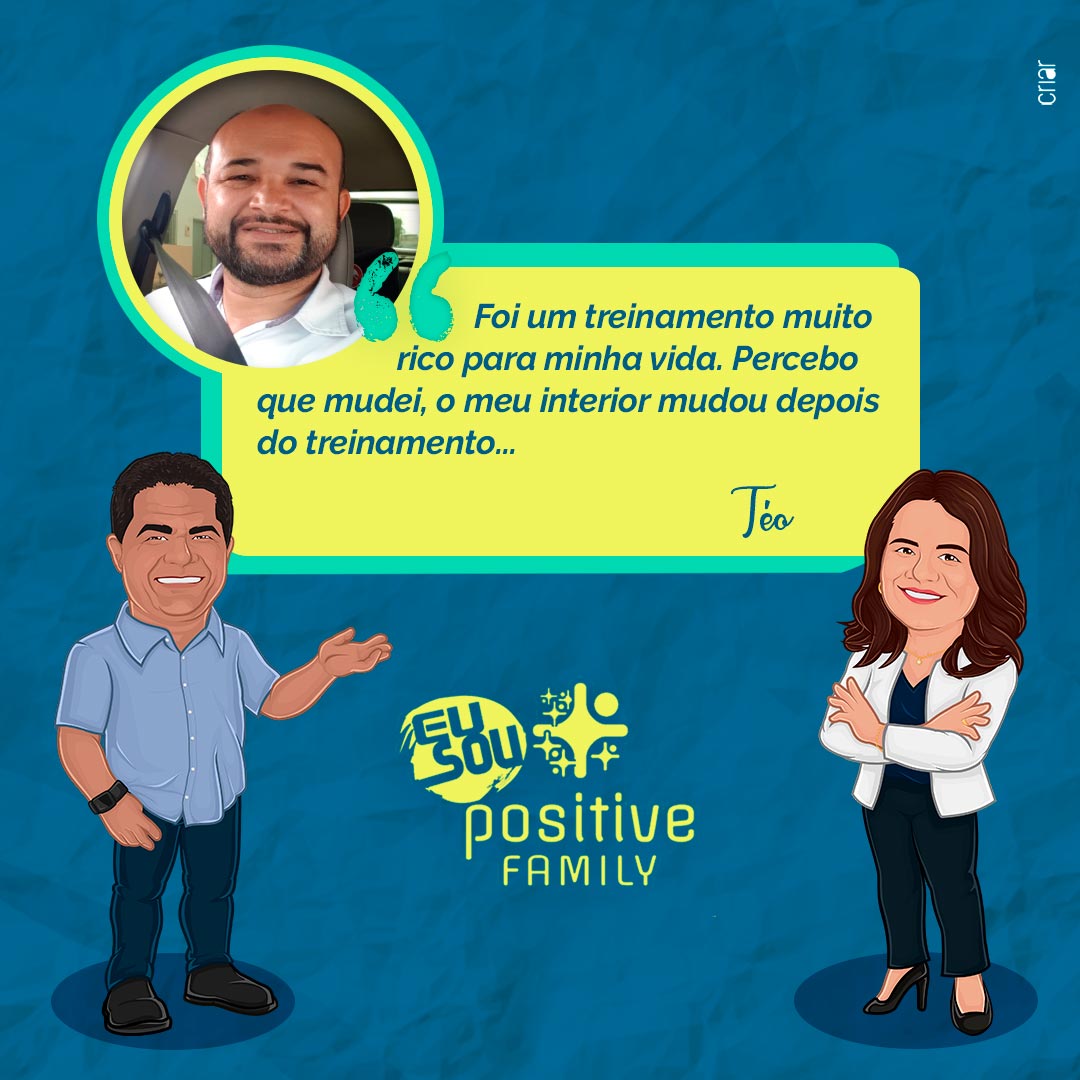 criar
Foi um treinamento muito
rico para minha vida. Percebo
que mudei, o meu interior mudou depois
do treinamento...
Téo
EU
SOU
positive
FAMILY